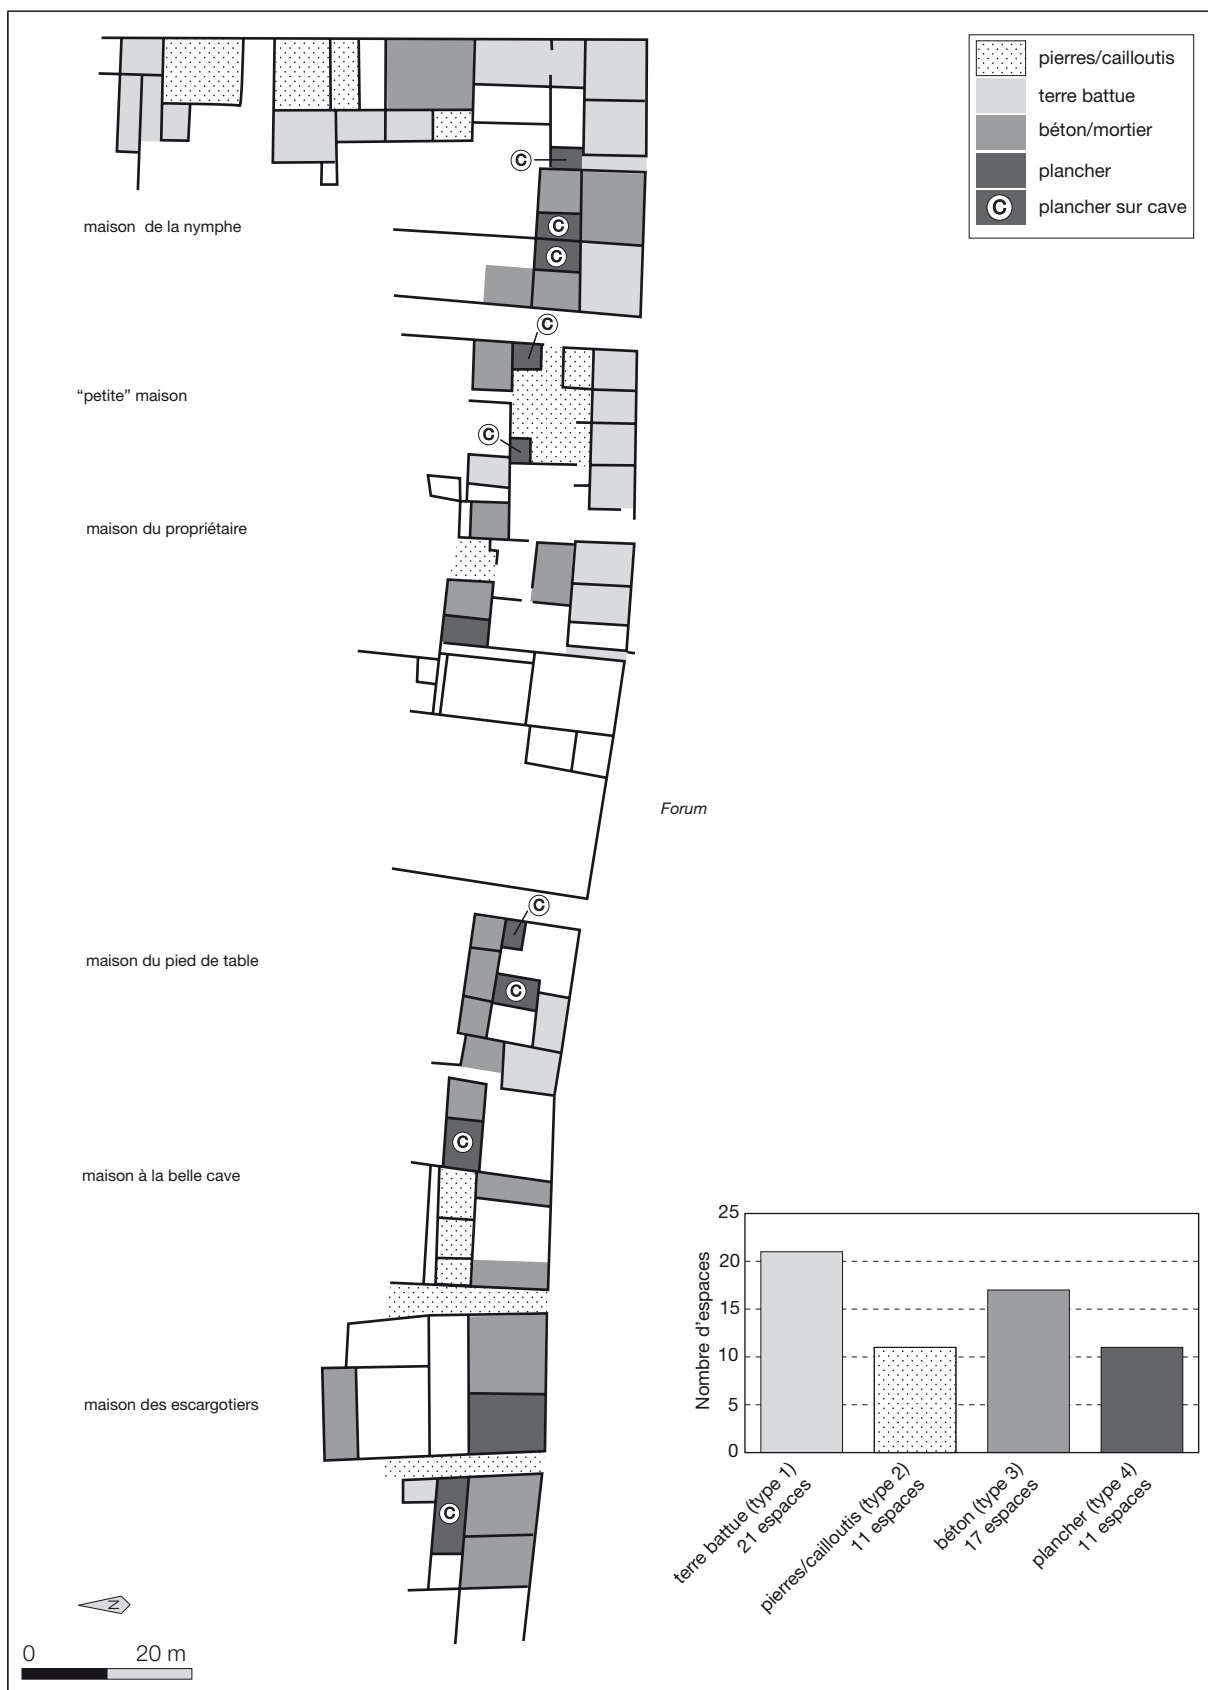 pierres/cailloutis
terre battue
béton/mortier
plancher
C plancher sur cave
C
maison de la nymphe
C
C
C
"petite" maison
C
maison du propriétaire
Forum
C
maison du pied de table
C
C
maison à la belle cave
maison des escargotiers
C
N
0 20 m
Nombre d'espaces
25
20
15
10
5
0
terre battue (type 1)
21 espaces
pierres/cailloutis (type 2)
11 espaces
béton (type 3)
17 espaces
plancher (type 4)
11 espaces